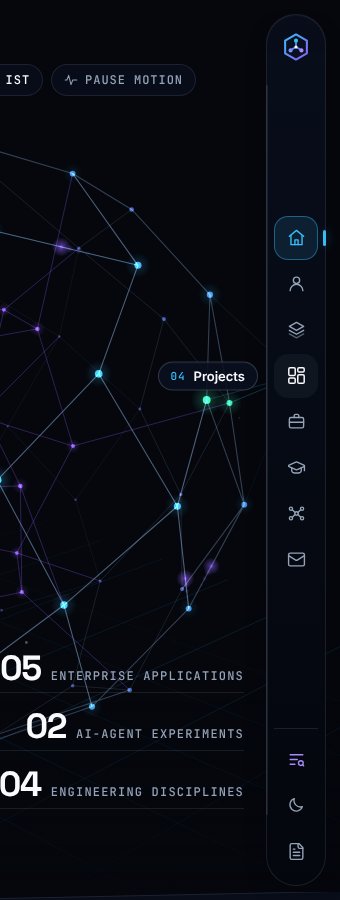 IST
PAUSE MOTION
04 Projects
05 ENTERPRISE APPLICATIONS
02 AI-AGENT EXPERIMENTS
04 ENGINEERING DISCIPLINES